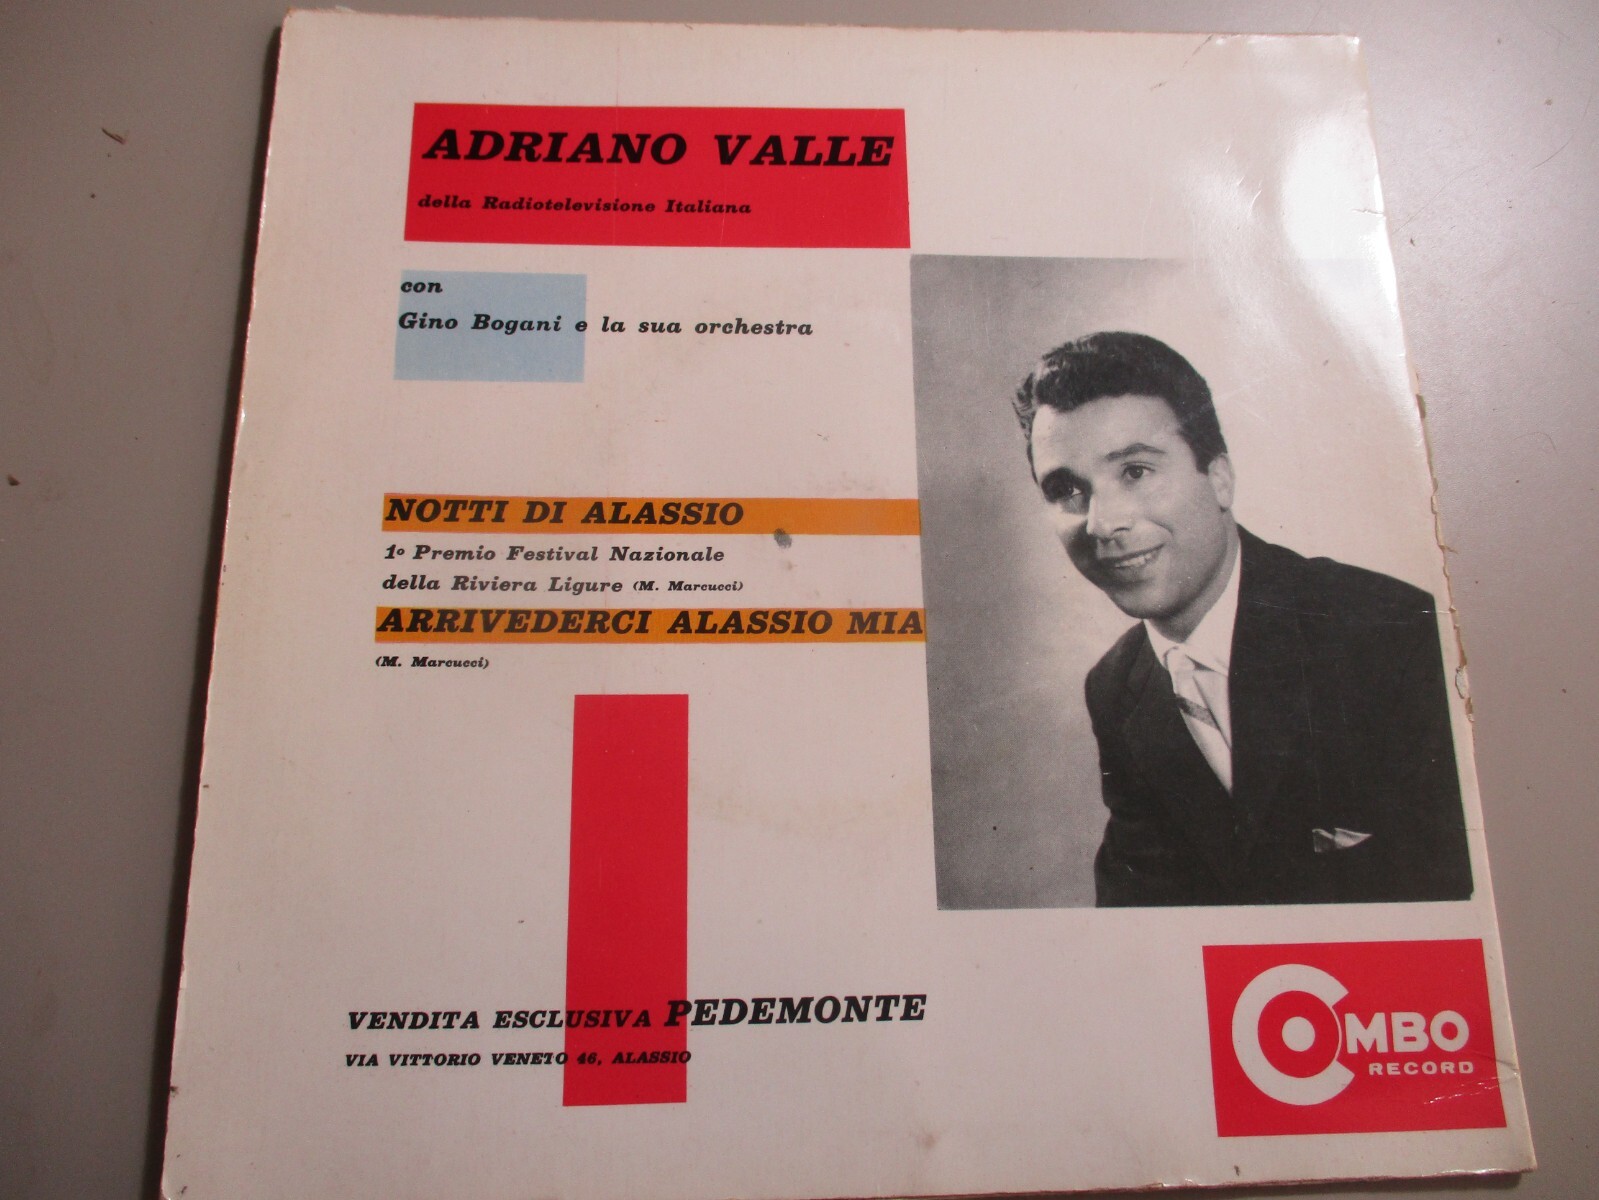 ADRIANO VALLE
della Radiotelevisione Italiana
con
Gino Bogani e la sua orchestra
NOTTI DI ALASSIO
1º Premio Festival Nazionale
della Riviera Ligure (M. Marcucci)
ARRIVEDERCI ALASSIO MIA
(M. Marcucci)
VENDITA ESCLUSIVA PEDEMONTE
VIA VITTORIO VENETO 46, ALASSIO
COMBO
RECORD